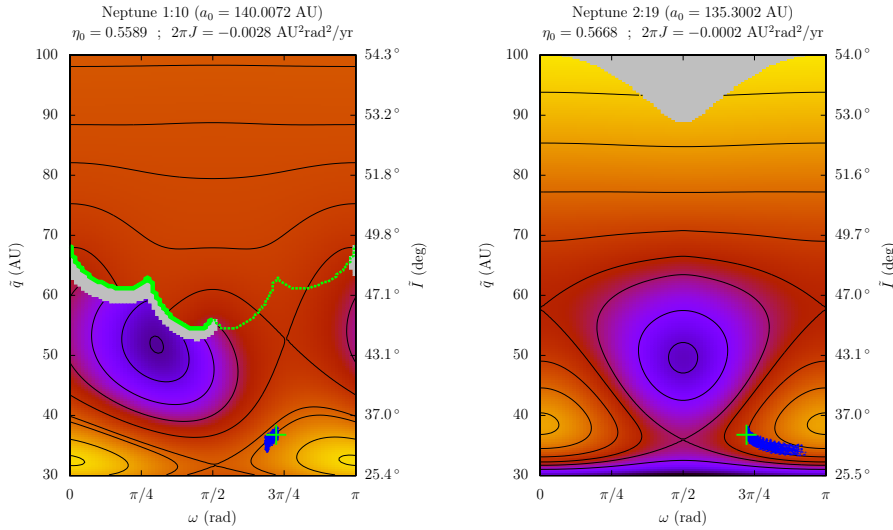 Neptune 1:10 (a₀ = 140.0072 AU)
η₀ = 0.5589 ; 2πJ = −0.0028 AU²rad²/yr
100
90
80
70
60
50
40
30
q̃ (AU)
54.3°
53.2°
51.8°
49.8°
47.1°
43.1°
37.0°
25.4°
Ĩ (deg)
0
π/4
π/2
3π/4
π
ω (rad)
Neptune 2:19 (a₀ = 135.3002 AU)
η₀ = 0.5668 ; 2πJ = −0.0002 AU²rad²/yr
100
90
80
70
60
50
40
30
q̃ (AU)
54.0°
53.0°
51.6°
49.7°
47.0°
43.1°
37.0°
25.5°
Ĩ (deg)
0
π/4
π/2
3π/4
π
ω (rad)